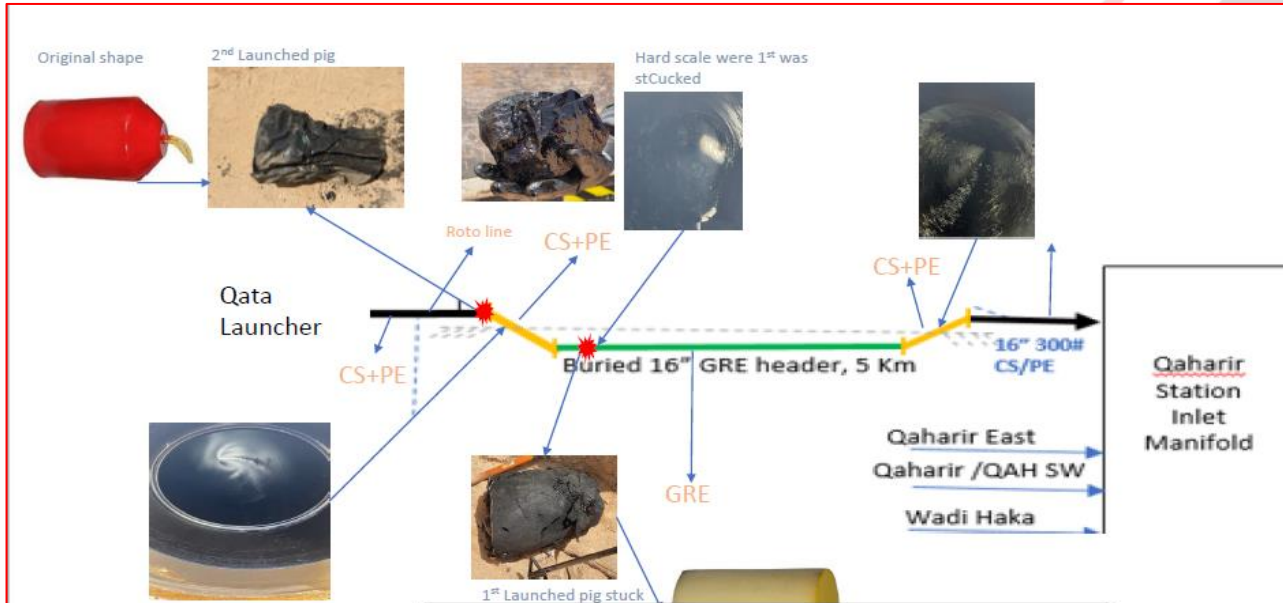 Original shape
2nd Launched pig
Hard scale were 1st was
stCucked
Roto line
CS+PE
CS+PE
Qata
Launcher
CS+PE
Buried 16" GRE header, 5 Km
16" 300#
CS/PE
Qaharir
Station
Inlet
Manifold
Qaharir East
Qaharir /QAH SW
Wadi Haka
GRE
1st Launched pig stuck